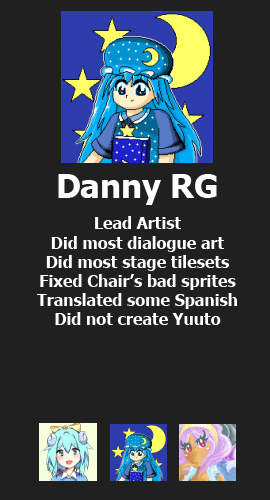 Danny RG
Lead Artist
Did most dialogue art
Did most stage tilesets
Fixed Chair's bad sprites
Translated some Spanish
Did not create Yuuto